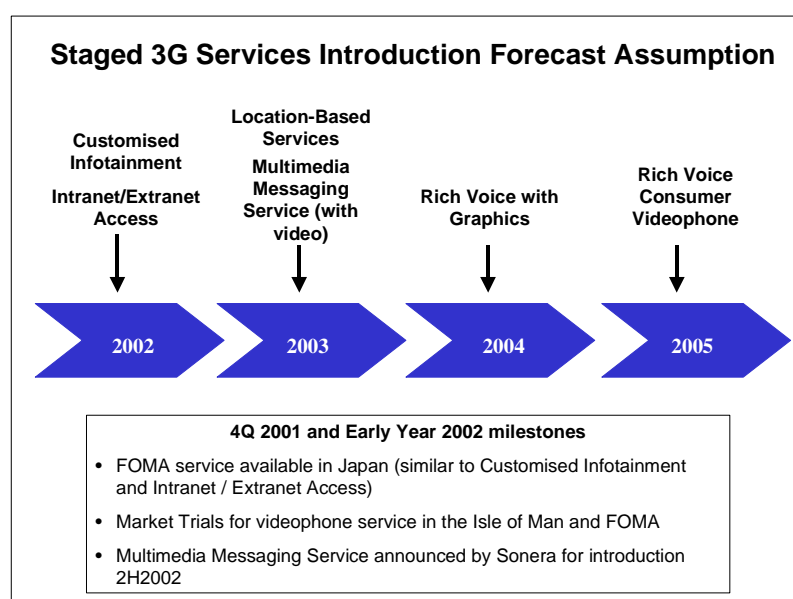 Staged 3G Services Introduction Forecast Assumption
Customised
Infotainment
Intranet/Extranet
Access
Location-Based
Services
Multimedia
Messaging
Service (with
video)
Rich Voice with
Graphics
Rich Voice
Consumer
Videophone
2002
2003
2004
2005
4Q 2001 and Early Year 2002 milestones
• FOMA service available in Japan (similar to Customised Infotainment
and Intranet / Extranet Access)
• Market Trials for videophone service in the Isle of Man and FOMA
• Multimedia Messaging Service announced by Sonera for introduction
2H2002